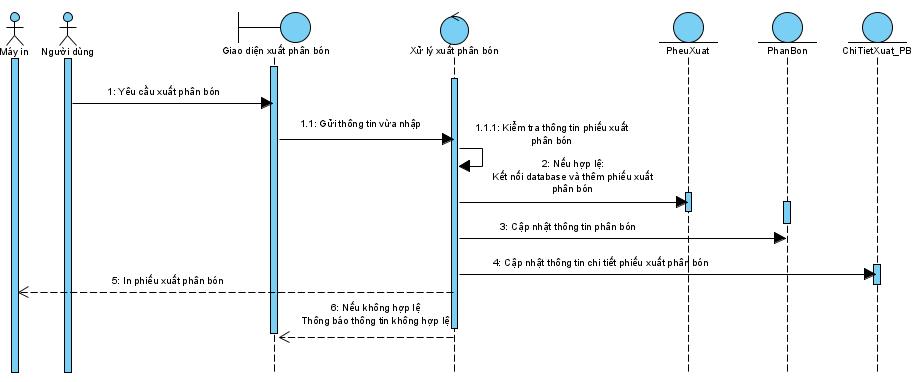 Máy in
Người dùng
Giao diện xuất phân bón
Xử lý xuất phân bón
PheuXuat
PhanBon
ChiTietXuat_PB
1: Yêu cầu xuất phân bón
1.1: Gửi thông tin vừa nhập
1.1.1: Kiểm tra thông tin phiếu xuất
phân bón
2: Nếu hợp lệ:
Kết nối database và thêm phiếu xuất
phân bón
3: Cập nhật thông tin phân bón
4: Cập nhật thông tin chi tiết phiếu xuất phân bón
5: In phiếu xuất phân bón
6: Nếu không hợp lệ
Thông báo thông tin không hợp lệ